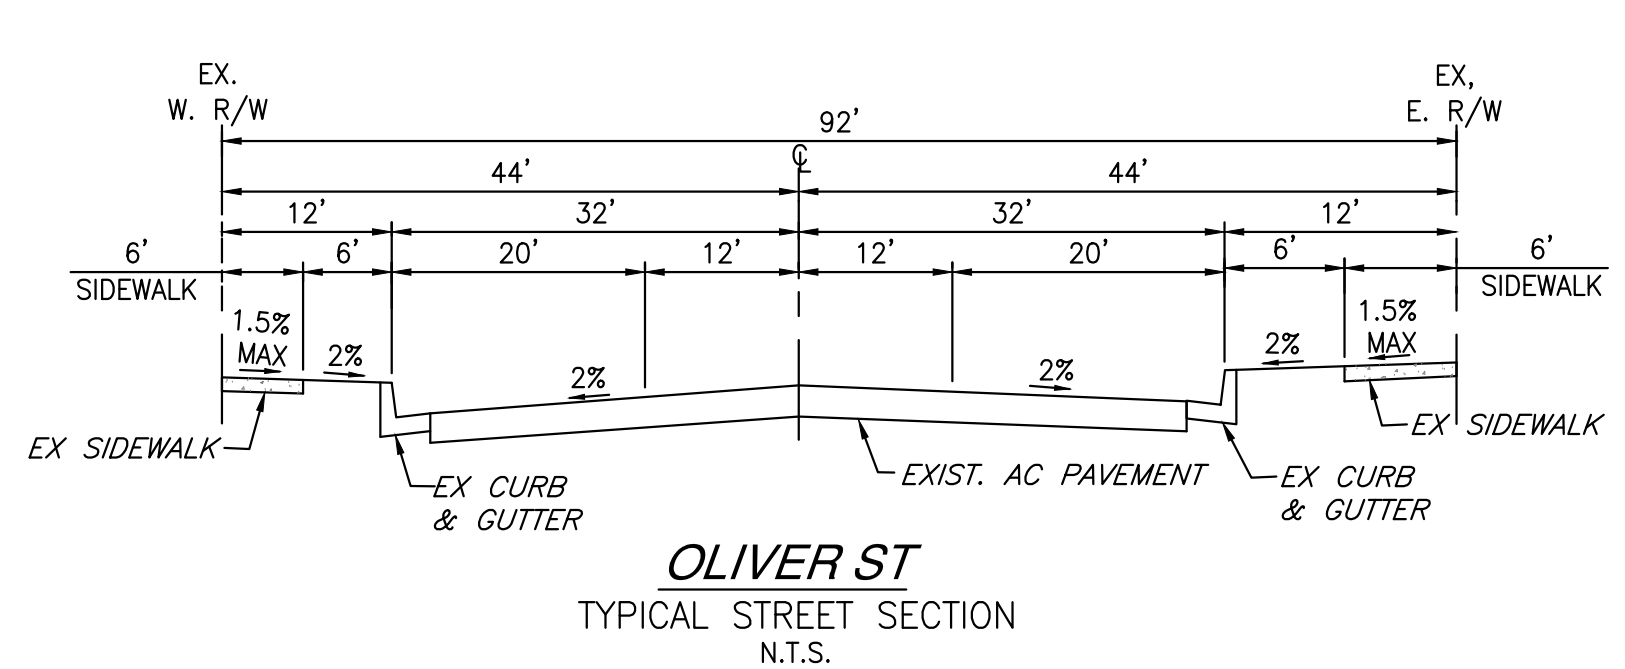 EX.
W. R/W
EX,
E. R/W
92'
℄
44'
44'
12'
32'
32'
12'
6'
SIDEWALK
6'
20'
12'
12'
20'
6'
6'
SIDEWALK
1.5%
MAX
2%
2%
2%
2%
1.5%
MAX
EX SIDEWALK
EX CURB
& GUTTER
EXIST. AC PAVEMENT
EX CURB
& GUTTER
EX SIDEWALK
OLIVER ST
TYPICAL STREET SECTION
N.T.S.